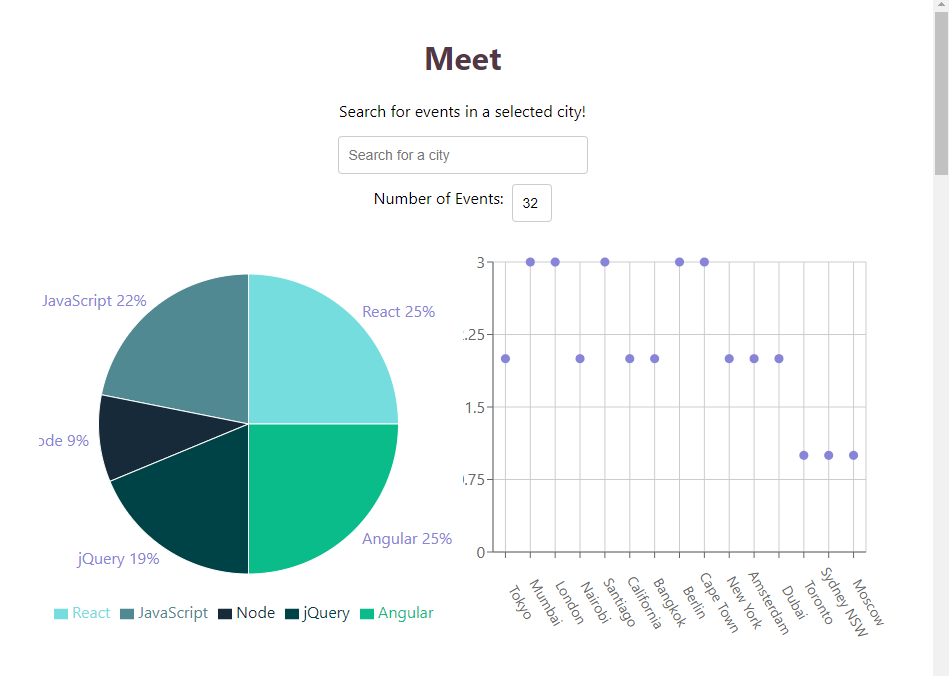 Meet
Search for events in a selected city!
Search for a city
Number of Events: 32
JavaScript 22%
React 25%
ode 9%
jQuery 19%
Angular 25%
React JavaScript Node jQuery Angular
3
.25
1.5
.75
0
Tokyo
Mumbai
London
Nairobi
Santiago
California
Bangkok
Berlin
Cape Town
New York
Amsterdam
Dubai
Toronto
Sydney NSW
Moscow